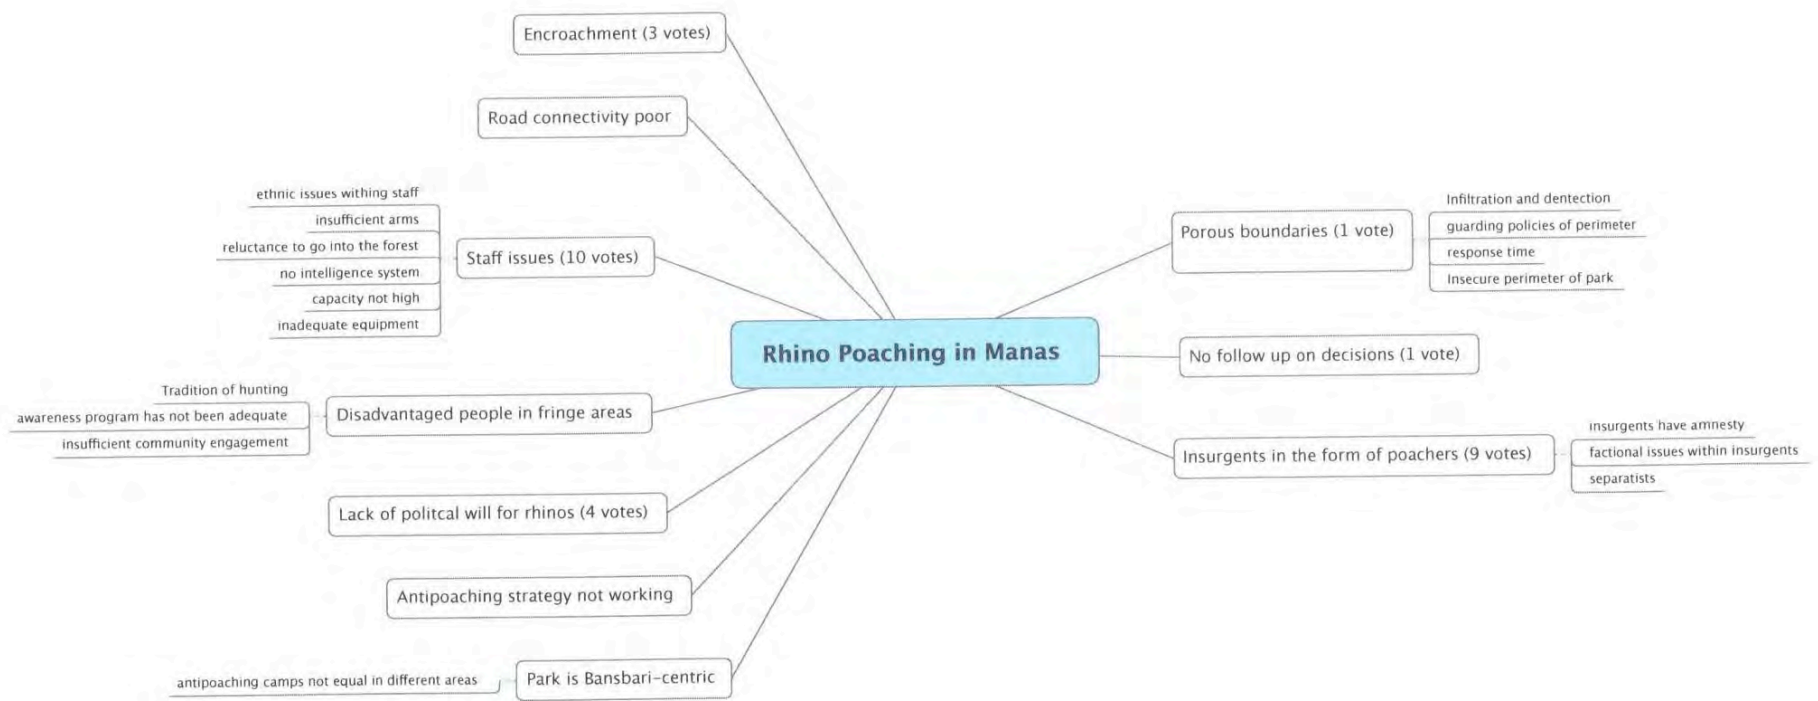 Encroachment (3 votes)
Road connectivity poor
ethnic issues withing staff
insufficient arms
reluctance to go into the forest
no intelligence system
capacity not high
inadequate equipment
Staff issues (10 votes)
Tradition of hunting
awareness program has not been adequate
insufficient community engagement
Disadvantaged people in fringe areas
Lack of politcal will for rhinos (4 votes)
Antipoaching strategy not working
antipoaching camps not equal in different areas
Park is Bansbari-centric
Rhino Poaching in Manas
Porous boundaries (1 vote)
Infiltration and dentection
guarding policies of perimeter
response time
Insecure perimeter of park
No follow up on decisions (1 vote)
Insurgents in the form of poachers (9 votes)
insurgents have amnesty
factional issues within insurgents
separatists